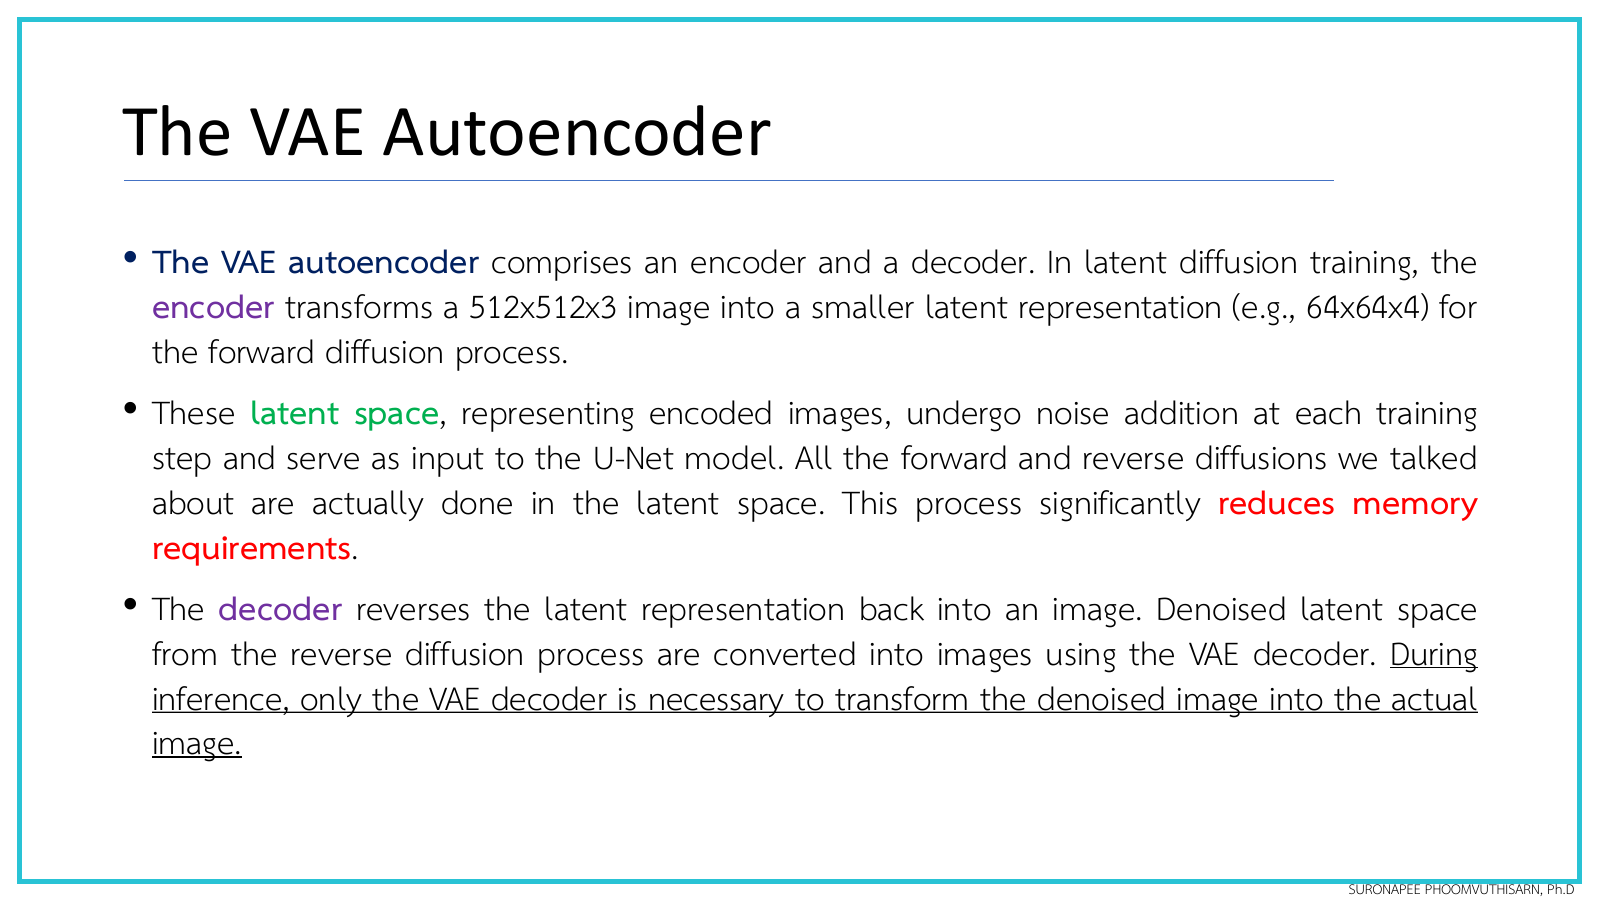 The VAE Autoencoder
• The VAE autoencoder comprises an encoder and a decoder. In latent diffusion training, the
encoder transforms a 512x512x3 image into a smaller latent representation (e.g., 64x64x4) for
the forward diffusion process.
• These latent space, representing encoded images, undergo noise addition at each training
step and serve as input to the U-Net model. All the forward and reverse diffusions we talked
about are actually done in the latent space. This process significantly reduces memory
requirements.
• The decoder reverses the latent representation back into an image. Denoised latent space
from the reverse diffusion process are converted into images using the VAE decoder. During
inference, only the VAE decoder is necessary to transform the denoised image into the actual
image.
SURONAPEE PHOOMVUTHISARN, Ph.D